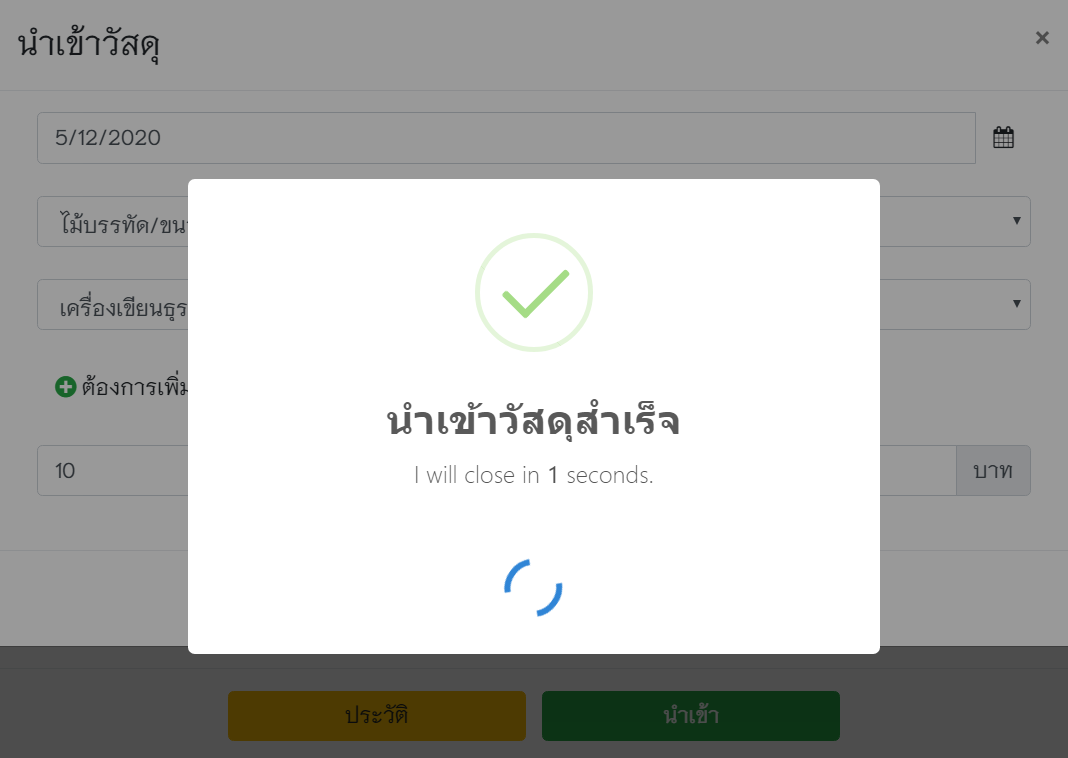 นำเข้าวัสดุ
×
5/12/2020
ไม้บรรทัด/ขนา
เครื่องเขียนธุร
ต้องการเพิ่ม
นำเข้าวัสดุสำเร็จ
I will close in 1 seconds.
10
บาท
ประวัติ
นำเข้า